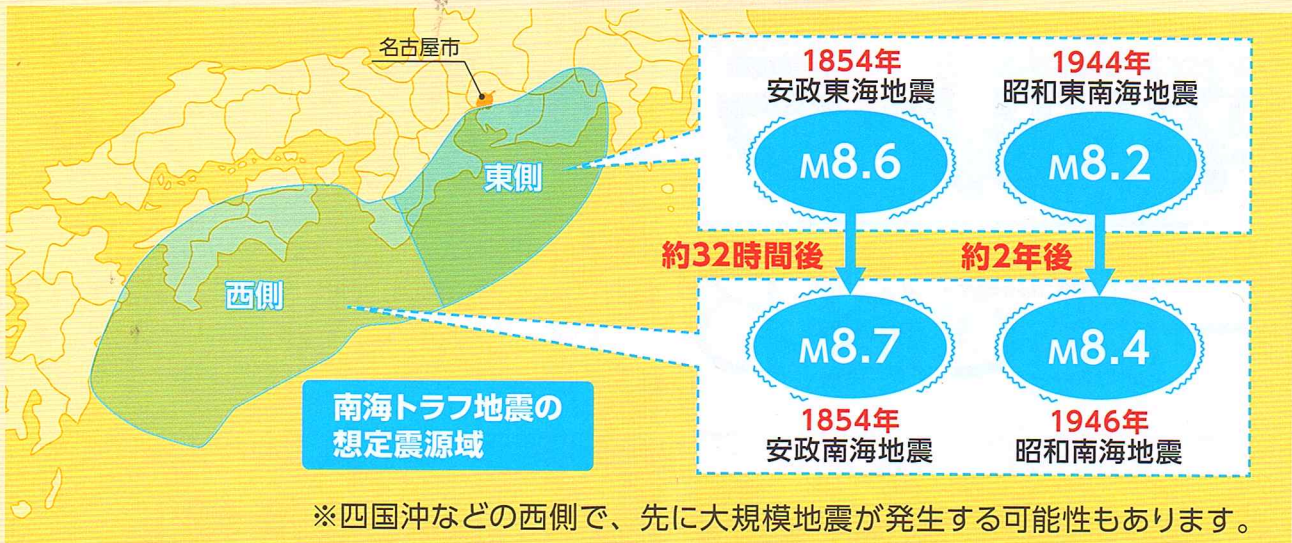 名古屋市
東側
西側
南海トラフ地震の
想定震源域
1854年
安政東海地震
M8.6
約32時間後
M8.7
1854年
安政南海地震
1944年
昭和東南海地震
M8.2
約2年後
M8.4
1946年
昭和南海地震
※四国沖などの西側で、先に大規模地震が発生する可能性もあります。